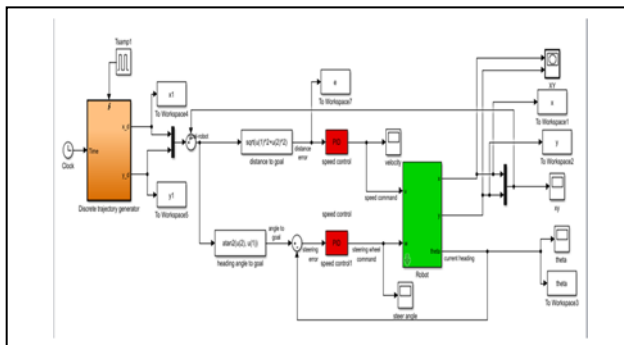 Tsamp1
x1
To Workspace4
x_d
y_d
Time
Clock
Discrete trajectory generator
y1
To Workspace5
sqrt(u(1)^2+u(2)^2)
distance to goal
distance
error
e
To Workspace7
PID
speed control
velocity
speed command
atan2(u(2), u(1))
heading angle to goal
angle to
goal
steering
error
speed control
PID
speed control1
steering wheel
command
steer angle
x
y
theta
Robot
current heading
XY
x
To Workspace1
y
To Workspace2
xy
theta
theta
To Workspace3